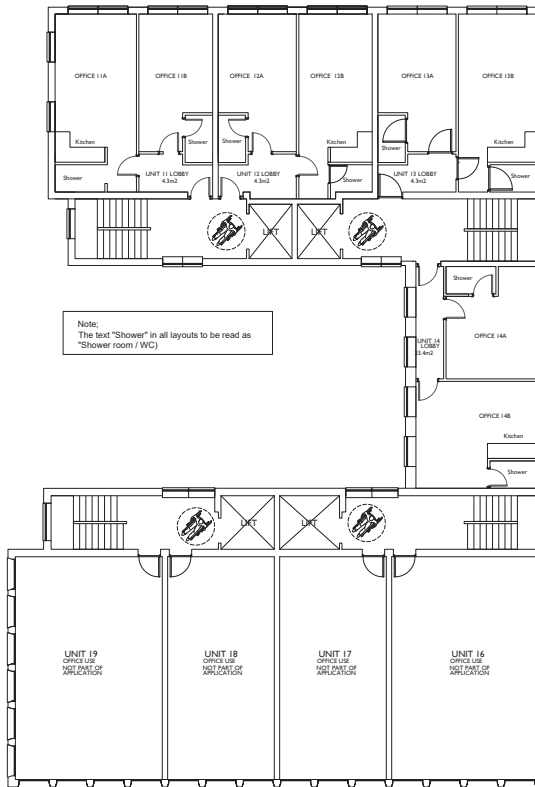 OFFICE 11A
OFFICE 11B
OFFICE 12A
OFFICE 12B
OFFICE 13A
OFFICE 13B
Kitchen
Shower
Shower
Kitchen
Shower
Kitchen
Shower
UNIT 11 LOBBY
4.3m2
UNIT 12 LOBBY
4.3m2
Shower
UNIT 13 LOBBY
4.3m2
Shower
LIFT
LIFT
Shower
Note;
The text "Shower" in all layouts to be read as
"Shower room / WC)
UNIT 14
LOBBY
13.4m2
OFFICE 14A
OFFICE 14B
Kitchen
Shower
LIFT
LIFT
UNIT 19
OFFICE USE
NOT PART OF
APPLICATION
UNIT 18
OFFICE USE
NOT PART OF
APPLICATION
UNIT 17
OFFICE USE
NOT PART OF
APPLICATION
UNIT 16
OFFICE USE
NOT PART OF
APPLICATION